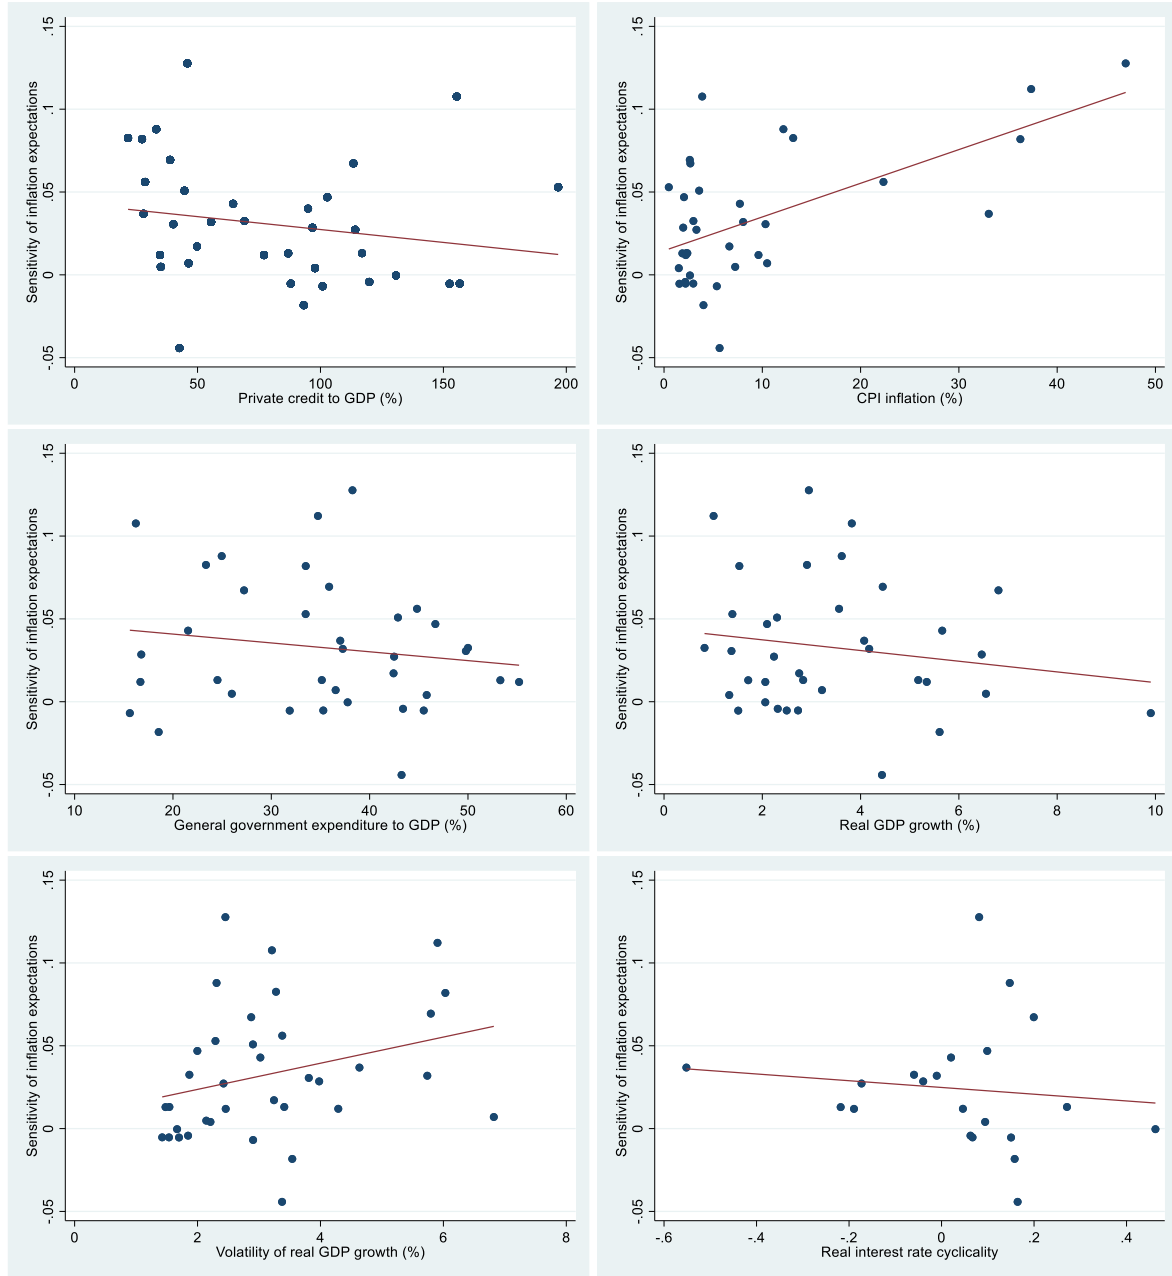 Sensitivity of inflation expectations
.15
.1
.05
0
-.05
0 50 100 150 200
Private credit to GDP (%)
Sensitivity of inflation expectations
.15
.1
.05
0
-.05
0 10 20 30 40 50
CPI inflation (%)
Sensitivity of inflation expectations
.15
.1
.05
0
-.05
10 20 30 40 50 60
General government expenditure to GDP (%)
Sensitivity of inflation expectations
.15
.1
.05
0
-.05
0 2 4 6 8 10
Real GDP growth (%)
Sensitivity of inflation expectations
.15
.1
.05
0
-.05
0 2 4 6 8
Volatility of real GDP growth (%)
Sensitivity of inflation expectations
.15
.1
.05
0
-.05
-.6 -.4 -.2 0 .2 .4
Real interest rate cyclicality